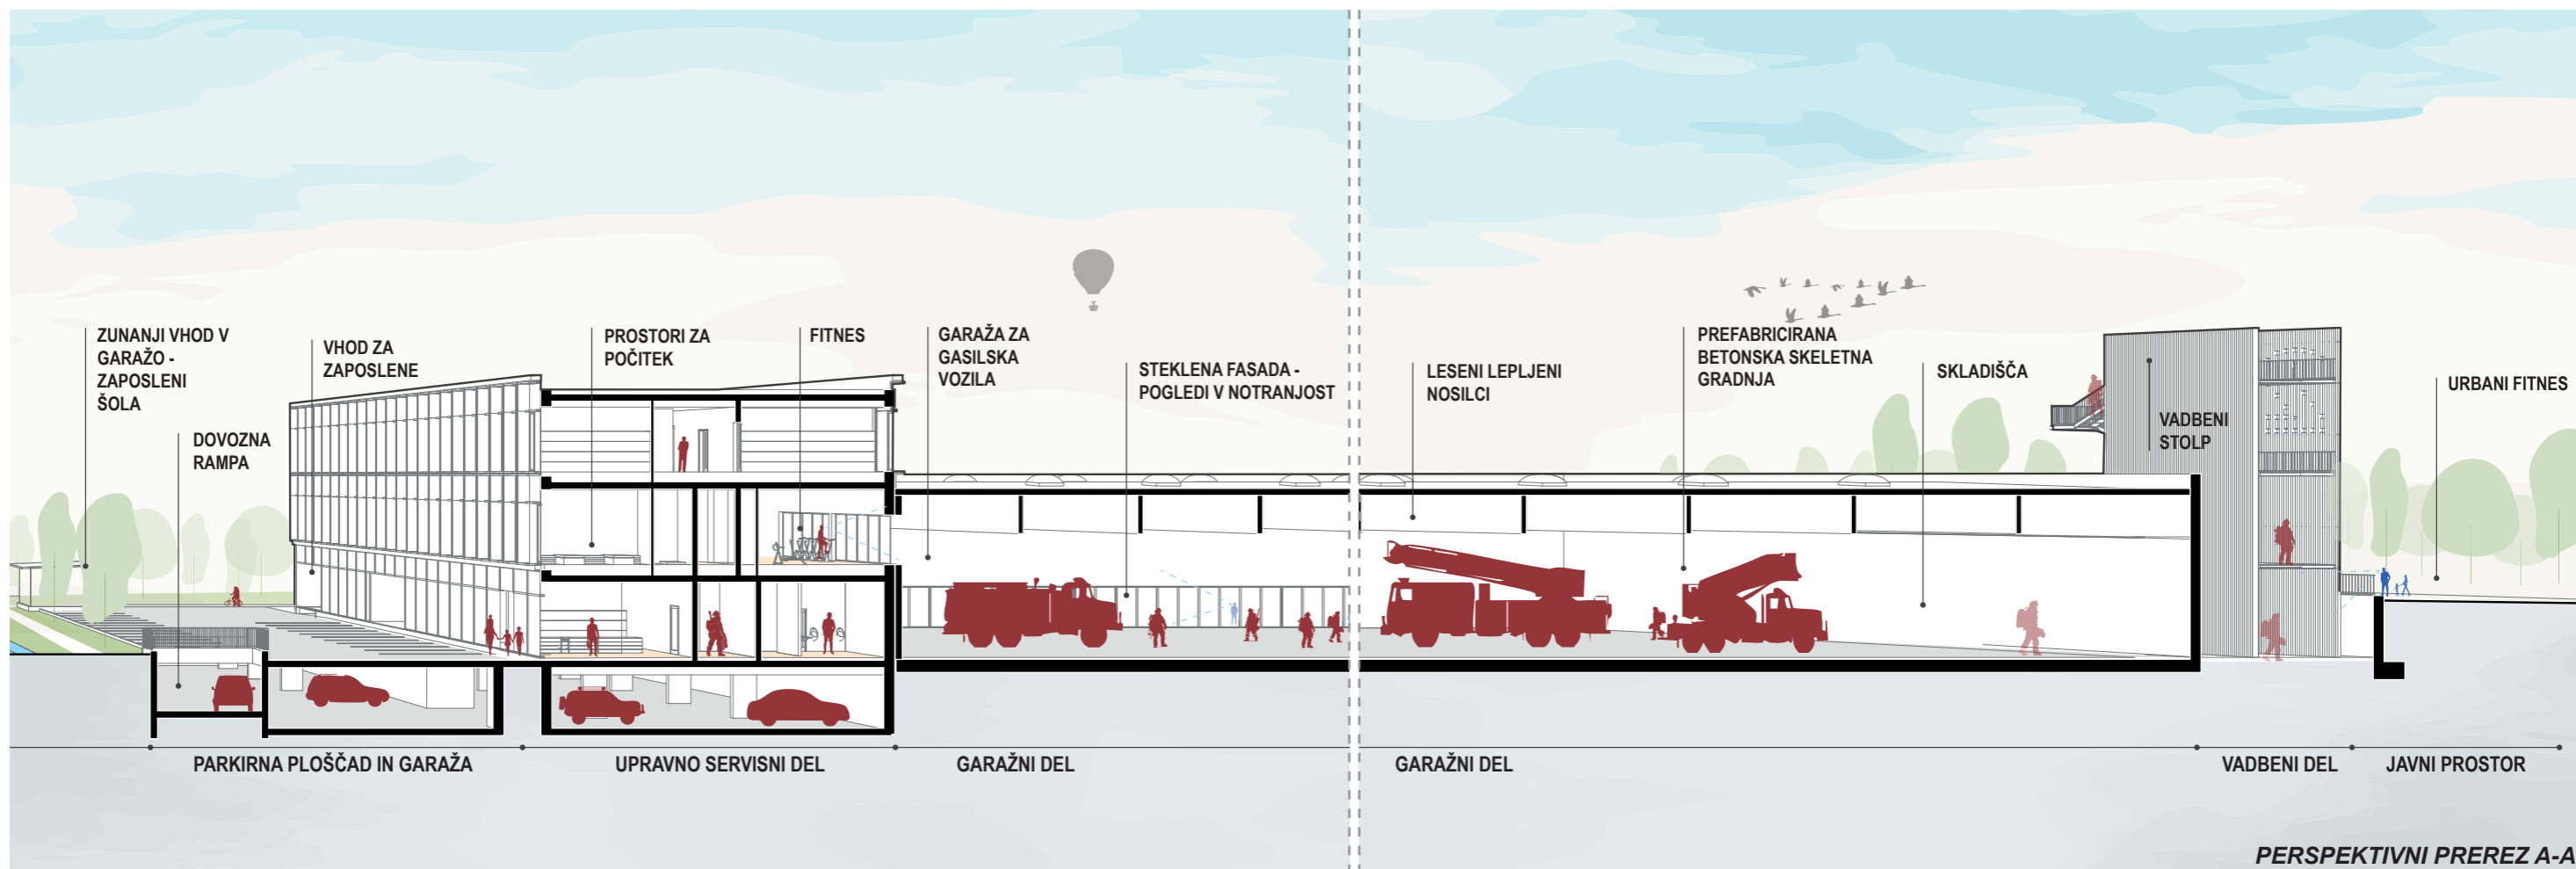 ZUNANJI VHOD V
GARAŽO -
ZAPOSLENI
ŠOLA
DOVOZNA
RAMPA
VHOD ZA
ZAPOSLENE
PROSTORI ZA
POČITEK
FITNES
GARAŽA ZA
GASILSKA
VOZILA
STEKLENA FASADA -
POGLEDI V NOTRANJOST
LESENI LEPLJENI
NOSILCI
PREFABRICIRANA
BETONSKA SKELETNA
GRADNJA
SKLADIŠČA
VADBENI
STOLP
URBANI FITNES
PARKIRNA PLOŠČAD IN GARAŽA
UPRAVNO SERVISNI DEL
GARAŽNI DEL
GARAŽNI DEL
VADBENI DEL
JAVNI PROSTOR
PERSPEKTIVNI PREREZ A-A